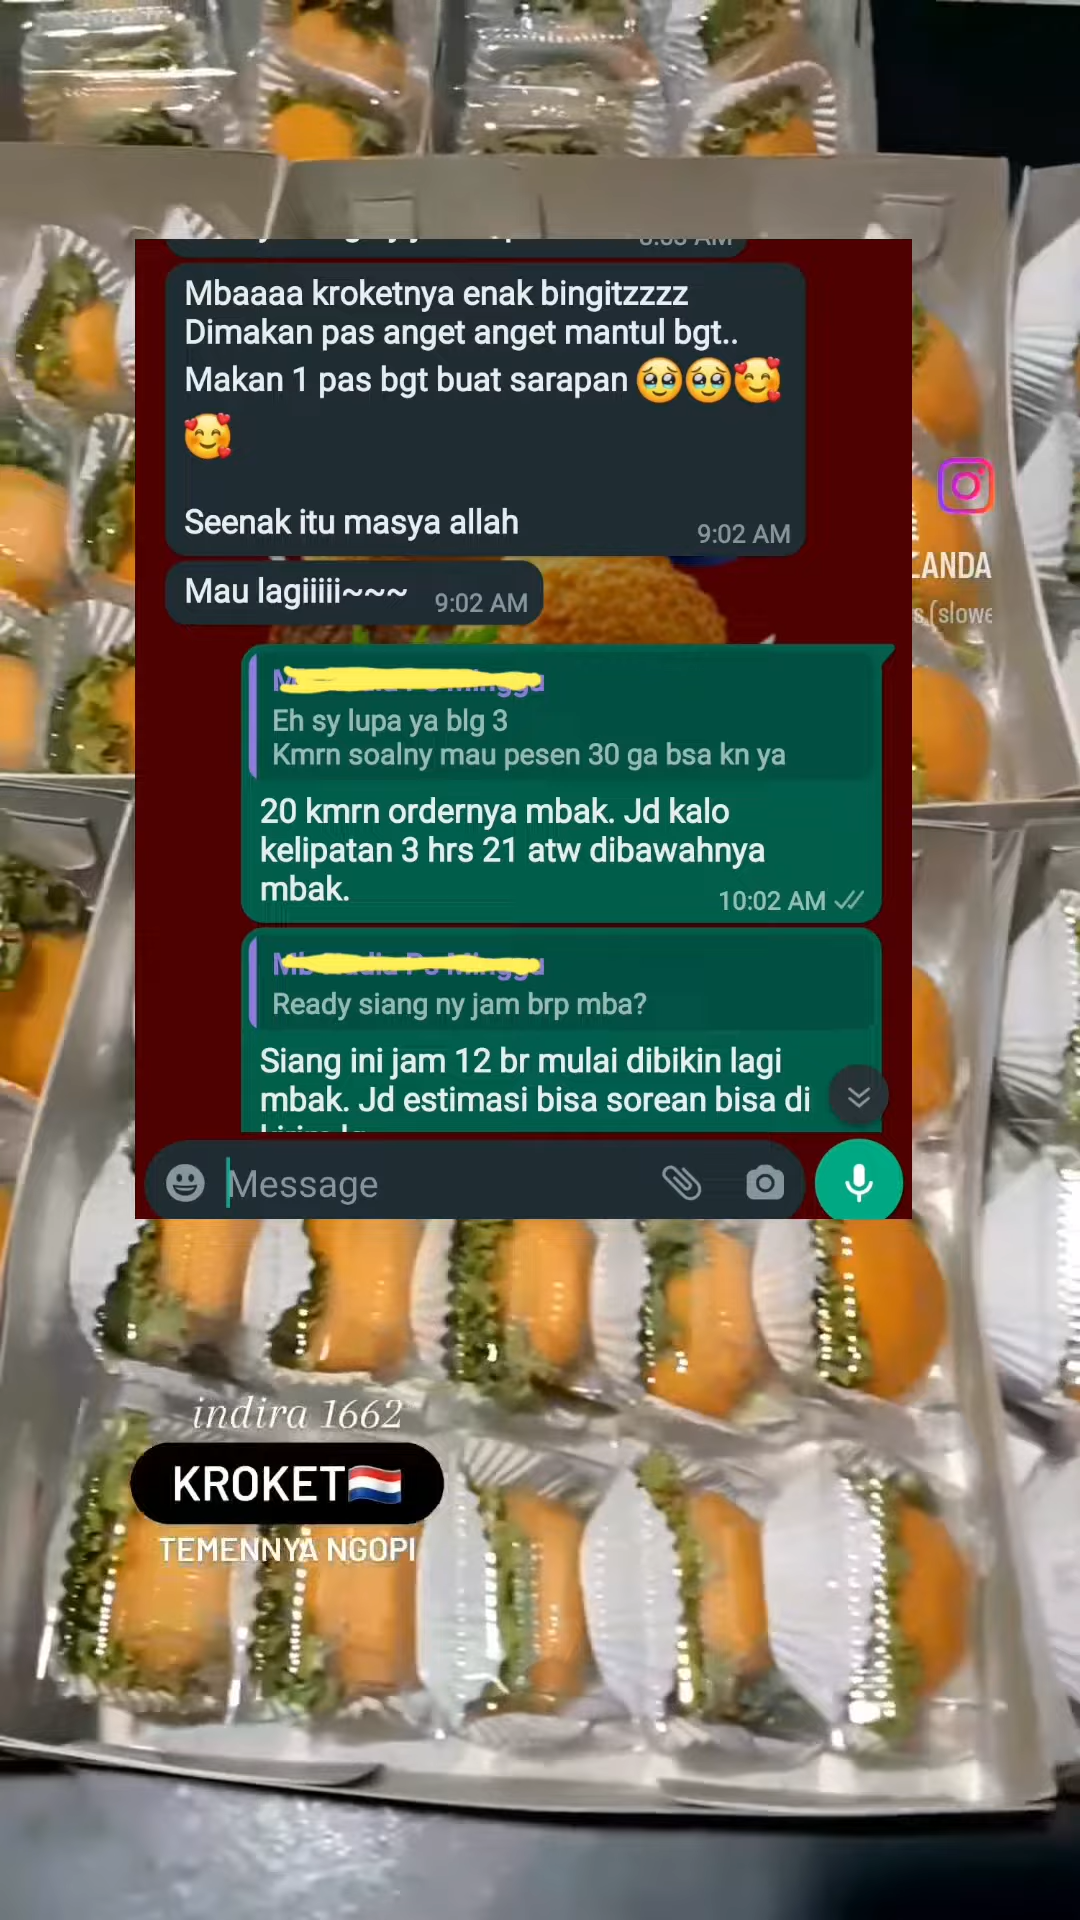 Mbaaaa kroketnya enak bingitzzzz
Dimakan pas anget anget mantul bgt..
Makan 1 pas bgt buat sarapan 🥹🥹🥰
🥰
Seenak itu masya allah
9:02 AM
Mau lagiiiii~~~ 9:02 AM
LANDA
s (slowe
Minggu
Eh sy lupa ya blg 3
Kmrn soalny mau pesen 30 ga bsa kn ya
20 kmrn ordernya mbak. Jd kalo
kelipatan 3 hrs 21 atw dibawahnya
mbak.
10:02 AM
Minggu
Ready siang ny jam brp mba?
Siang ini jam 12 br mulai dibikin lagi
mbak. Jd estimasi bisa sorean bisa di
Message
indira 1662
KROKET🇳🇱
TEMENNYA NGOPI